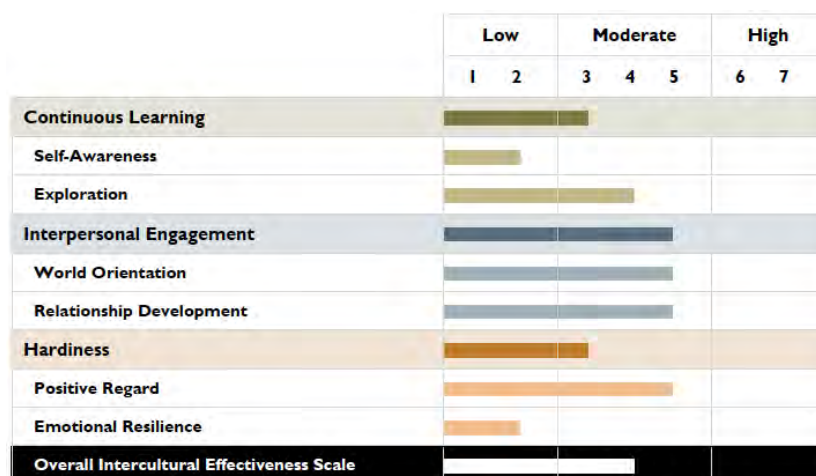 Low Moderate High
1 2 3 4 5 6 7
Continuous Learning
Self-Awareness
Exploration
Interpersonal Engagement
World Orientation
Relationship Development
Hardiness
Positive Regard
Emotional Resilience
Overall Intercultural Effectiveness Scale